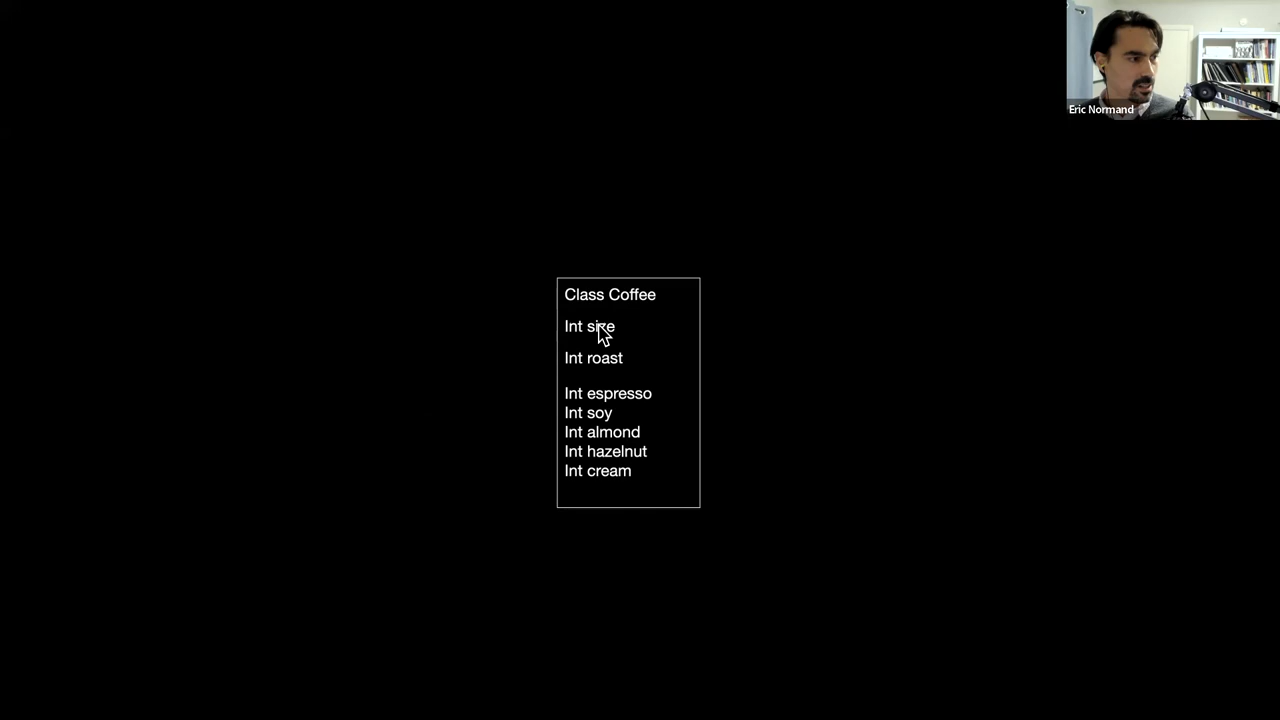 Eric Normand
Class Coffee
Int size
Int roast
Int espresso
Int soy
Int almond
Int hazelnut
Int cream